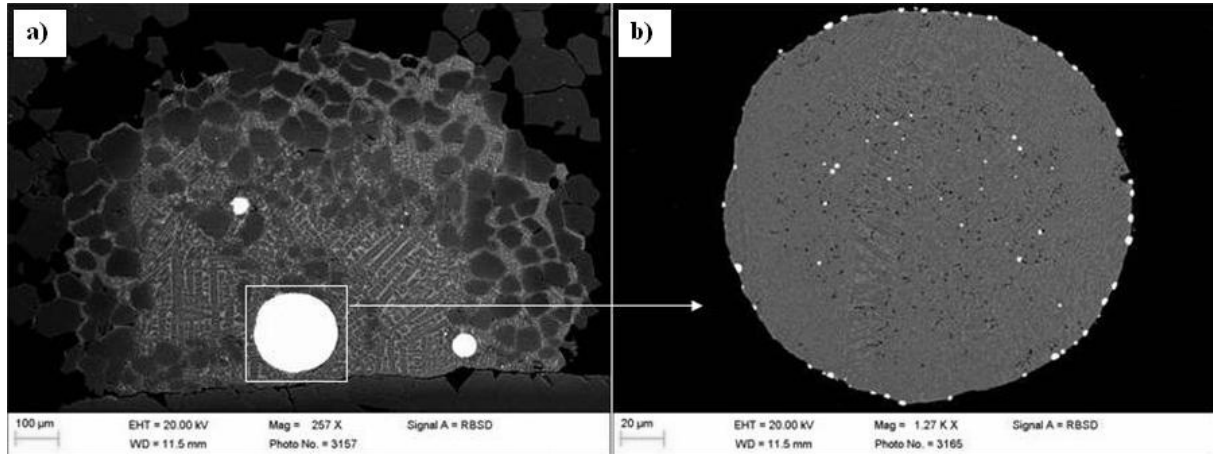 a)
b)
100 µm
EHT = 20.00 kV
Mag = 257 X
Signal A = RBSD
WD = 11.5 mm
Photo No. = 3157
20 µm
EHT = 20.00 kV
Mag = 1.27 K X
Signal A = RBSD
WD = 11.5 mm
Photo No. = 3165